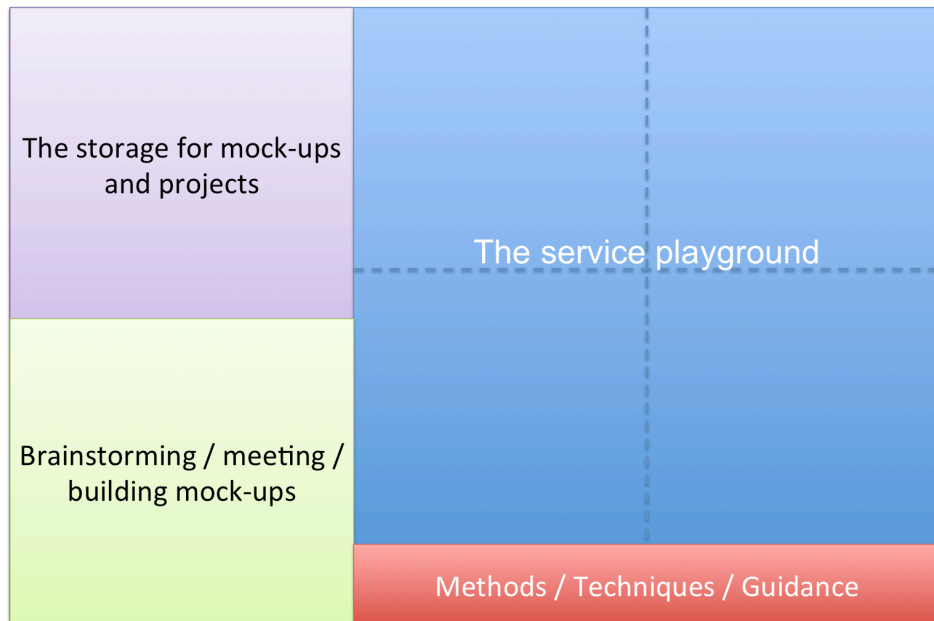 The storage for mock-ups
and projects
The service playground
Brainstorming / meeting /
building mock-ups
Methods / Techniques / Guidance